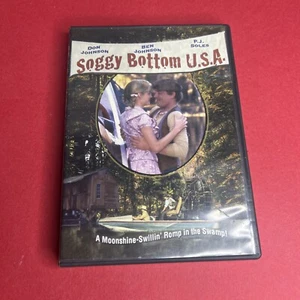 DON JOHNSON BEN JOHNSON P.J. SOLES
Soggy Bottom U.S.A.
A Moonshine-Swillin' Romp in the Swamp!